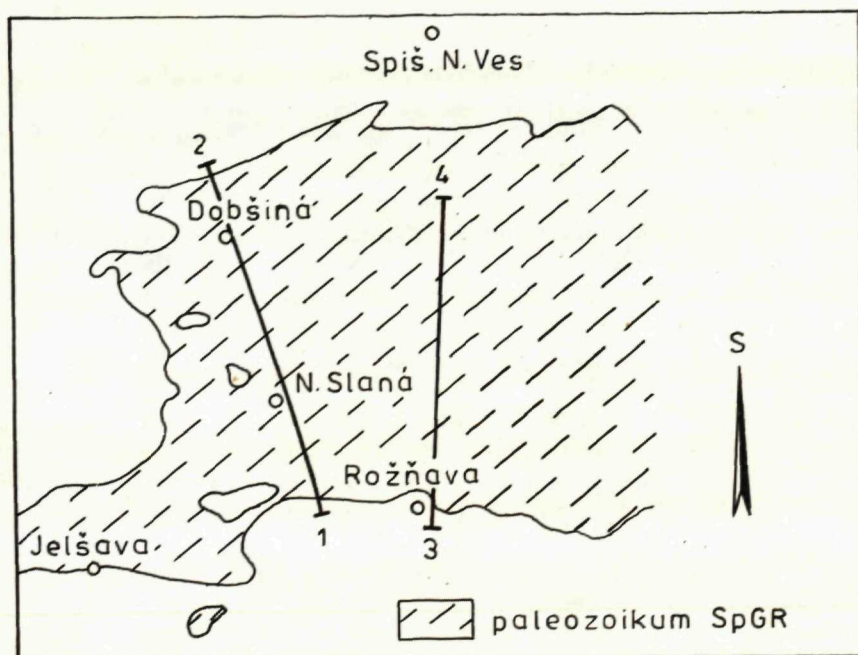 Spiš. N. Ves
2
4
Dobšiná
S
N. Slaná
Rožňava
1
3
Jelšava
paleozoikum SpGR